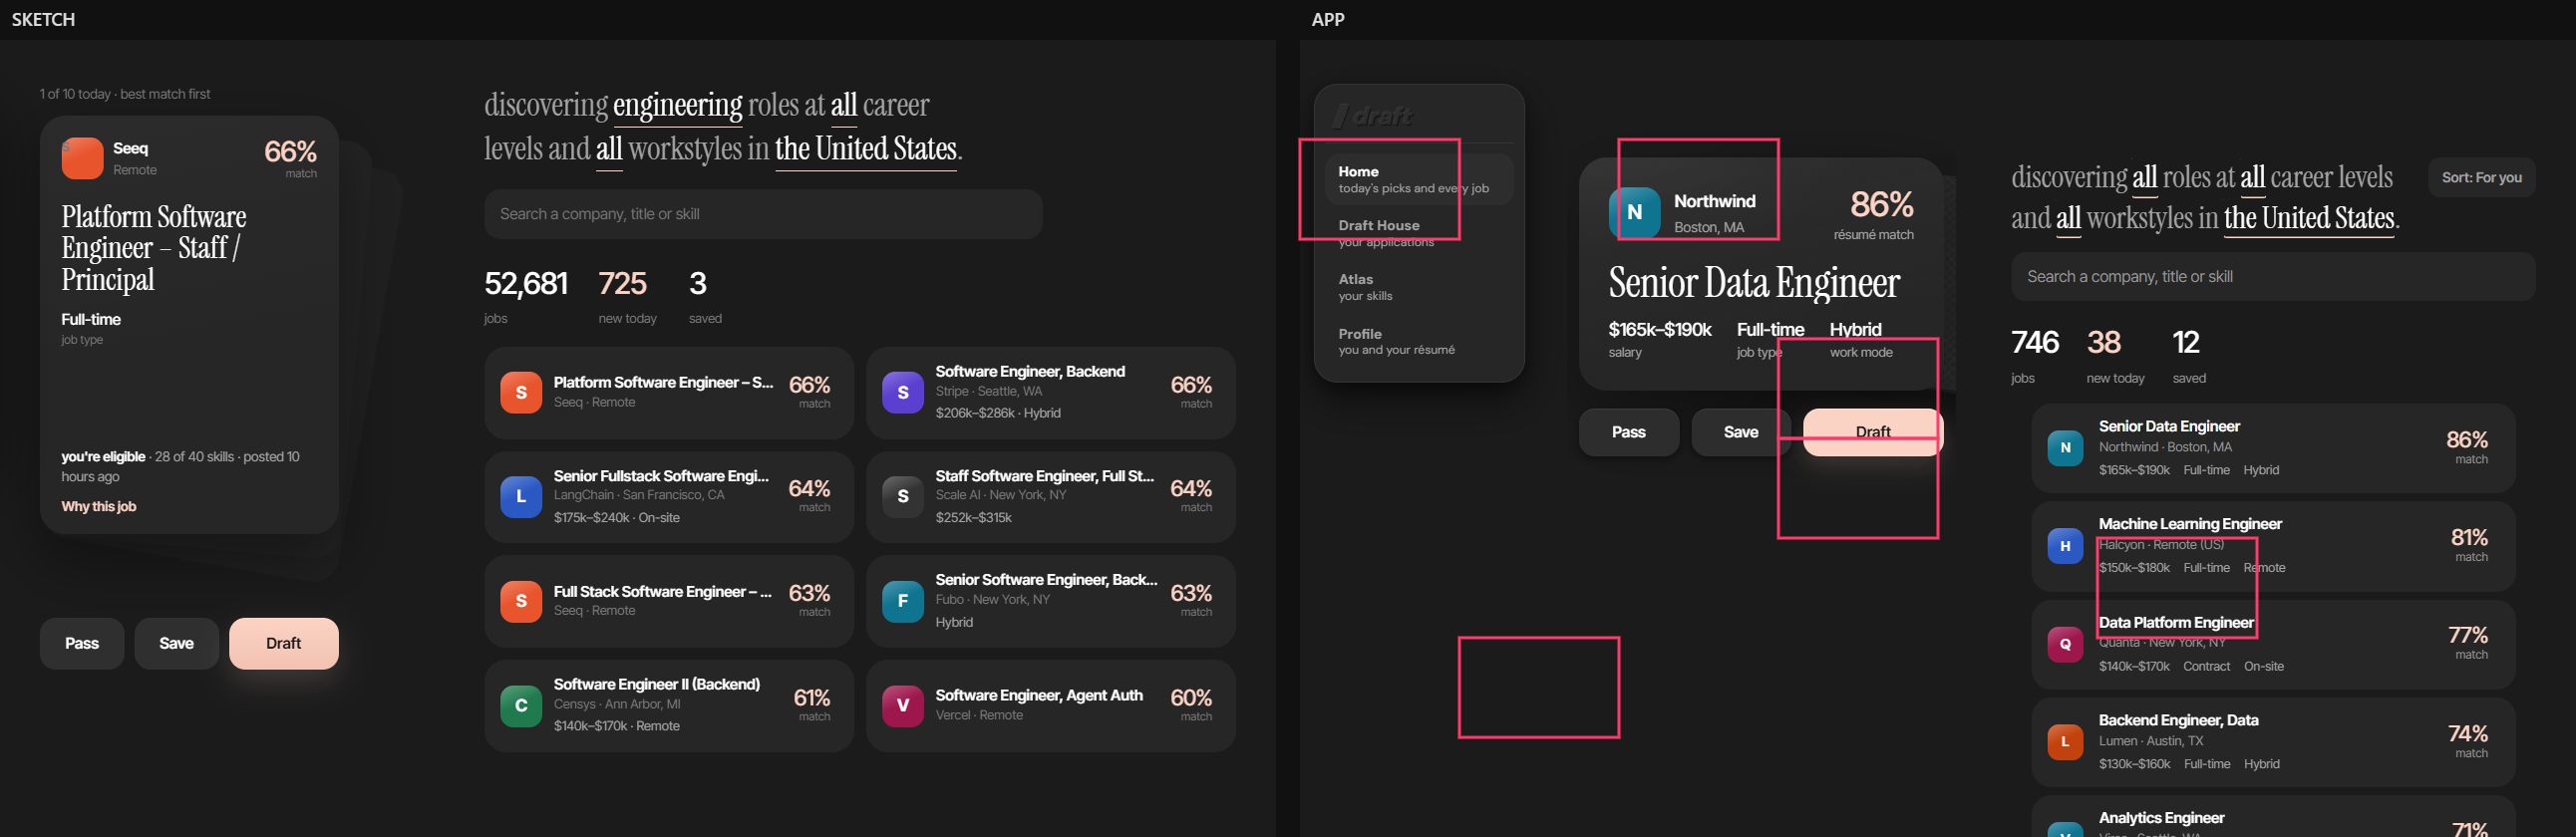 SKETCH
1 of 10 today · best match first
S
Seeq
Remote
66%
match
Platform Software
Engineer – Staff /
Principal
Full-time
job type
you're eligible · 28 of 40 skills · posted 10
hours ago
Why this job
Pass
Save
Draft
discovering engineering roles at all career
levels and all workstyles in the United States.
Search a company, title or skill
52,681
jobs
725
new today
3
saved
S
Platform Software Engineer – S...
Seeq · Remote
66%
match
S
Software Engineer, Backend
Stripe · Seattle, WA
$206k–$286k · Hybrid
66%
match
L
Senior Fullstack Software Engi...
LangChain · San Francisco, CA
$175k–$240k · On-site
64%
match
S
Staff Software Engineer, Full St...
Scale AI · New York, NY
$252k–$315k
64%
match
S
Full Stack Software Engineer – ...
Seeq · Remote
63%
match
F
Senior Software Engineer, Back...
Fubo · New York, NY
Hybrid
63%
match
C
Software Engineer II (Backend)
Censys · Ann Arbor, MI
$140k–$170k · Remote
61%
match
V
Software Engineer, Agent Auth
Vercel · Remote
60%
match
APP
draft
Home
today's picks and every job
Draft House
your applications
Atlas
your skills
Profile
you and your résumé
N
Northwind
Boston, MA
86%
résumé match
Senior Data Engineer
$165k–$190k
salary
Full-time
job type
Hybrid
work mode
Pass
Save
Draft
discovering all roles at all career levels
and all workstyles in the United States.
Sort: For you
Search a company, title or skill
746
jobs
38
new today
12
saved
N
Senior Data Engineer
Northwind · Boston, MA
$165k–$190k Full-time Hybrid
86%
match
H
Machine Learning Engineer
Halcyon · Remote (US)
$150k–$180k Full-time Remote
81%
match
Q
Data Platform Engineer
Quanta · New York, NY
$140k–$170k Contract On-site
77%
match
L
Backend Engineer, Data
Lumen · Austin, TX
$130k–$160k Full-time Hybrid
74%
match
Analytics Engineer
71%